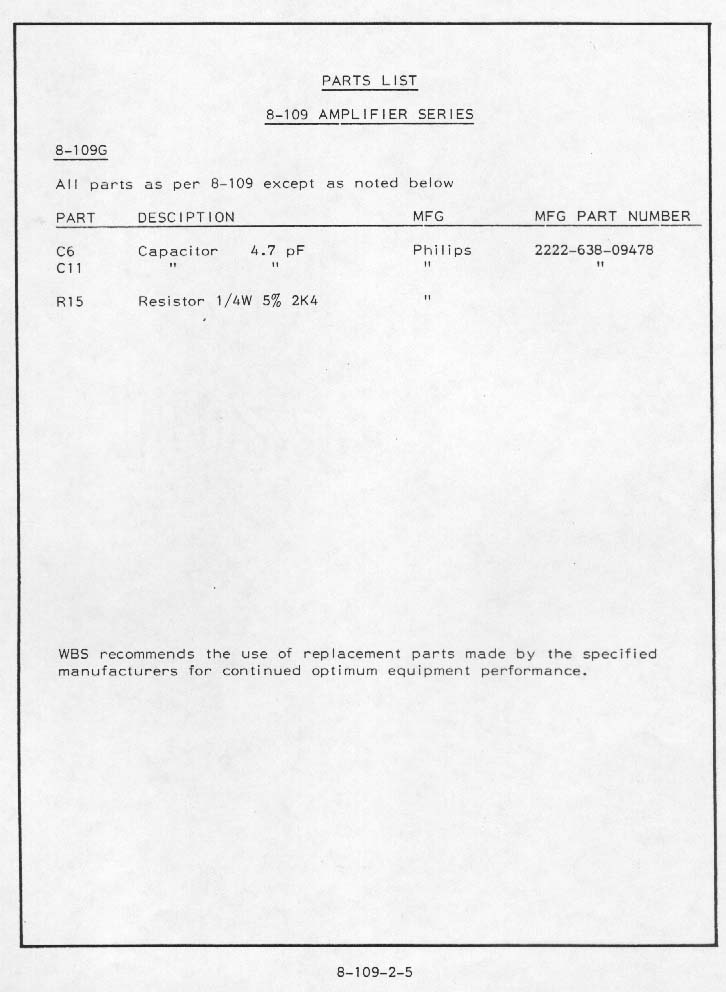 PARTS LIST
8-109 AMPLIFIER SERIES
8-109G
All parts as per 8-109 except as noted below
PART DESCIPTION MFG MFG PART NUMBER
C6 Capacitor 4.7 pF Philips 2222-638-09478
C11 " " " "
R15 Resistor 1/4W 5% 2K4 "
WBS recommends the use of replacement parts made by the specified
manufacturers for continued optimum equipment performance.
8-109-2-5